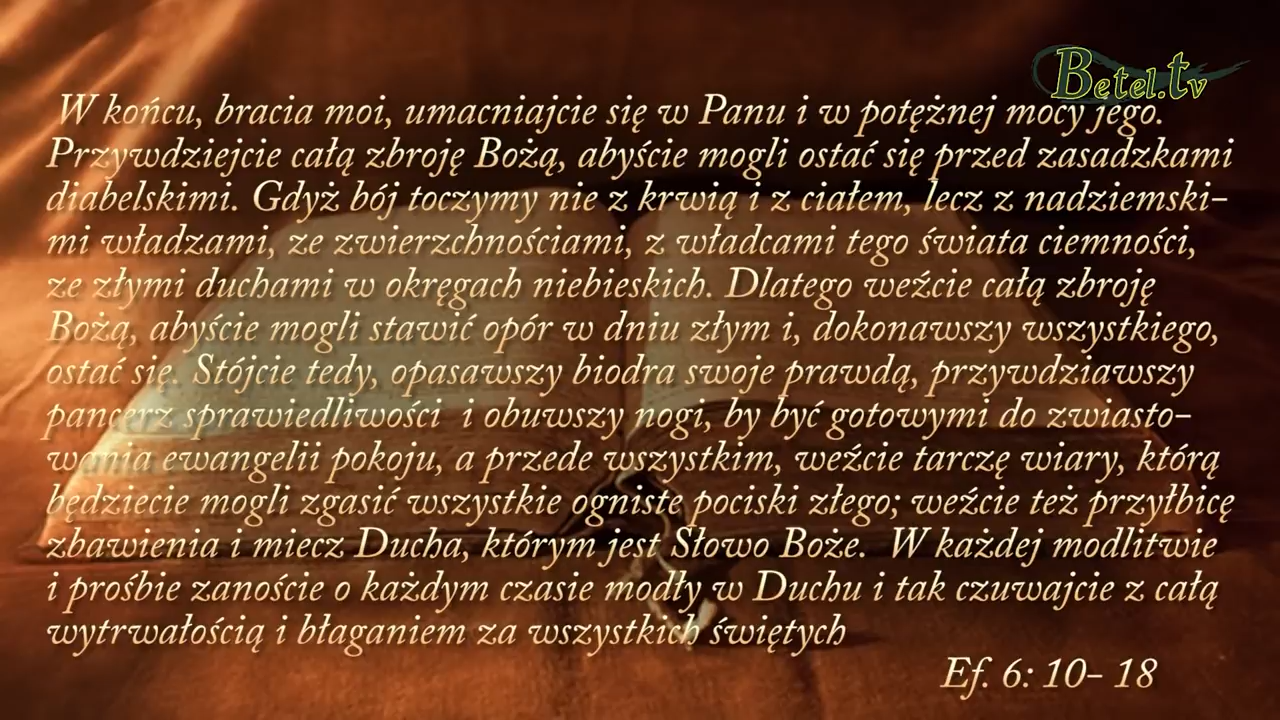 Betel.tv
W końcu, bracia moi, umacniajcie się w Panu i w potężnej mocy jego.
Przywdziejcie całą zbroję Bożą, abyście mogli ostać się przed zasadzkami
diabelskimi. Gdyż bój toczymy nie z krwią i z ciałem, lecz z nadziemski-
mi władzami, ze zwierzchnościami, z władcami tego świata ciemności,
ze złymi duchami w okręgach niebieskich. Dlatego weźcie całą zbroję
Bożą, abyście mogli stawić opór w dniu złym i, dokonawszy wszystkiego,
ostać się. Stójcie tedy, opasawszy biodra swoje prawdą, przywdziawszy
pancerz sprawiedliwości i obuwszy nogi, by być gotowymi do zwiasto-
wania ewangelii pokoju, a przede wszystkim, weźcie tarczę wiary, którą
będziecie mogli zgasić wszystkie ogniste pociski złego; weźcie też przyłbicę
zbawienia i miecz Ducha, którym jest Słowo Boże. W każdej modlitwie
i prośbie zanoście o każdym czasie modły w Duchu i tak czuwajcie z całą
wytrwałością i błaganiem za wszystkich świętych
Ef. 6: 10- 18